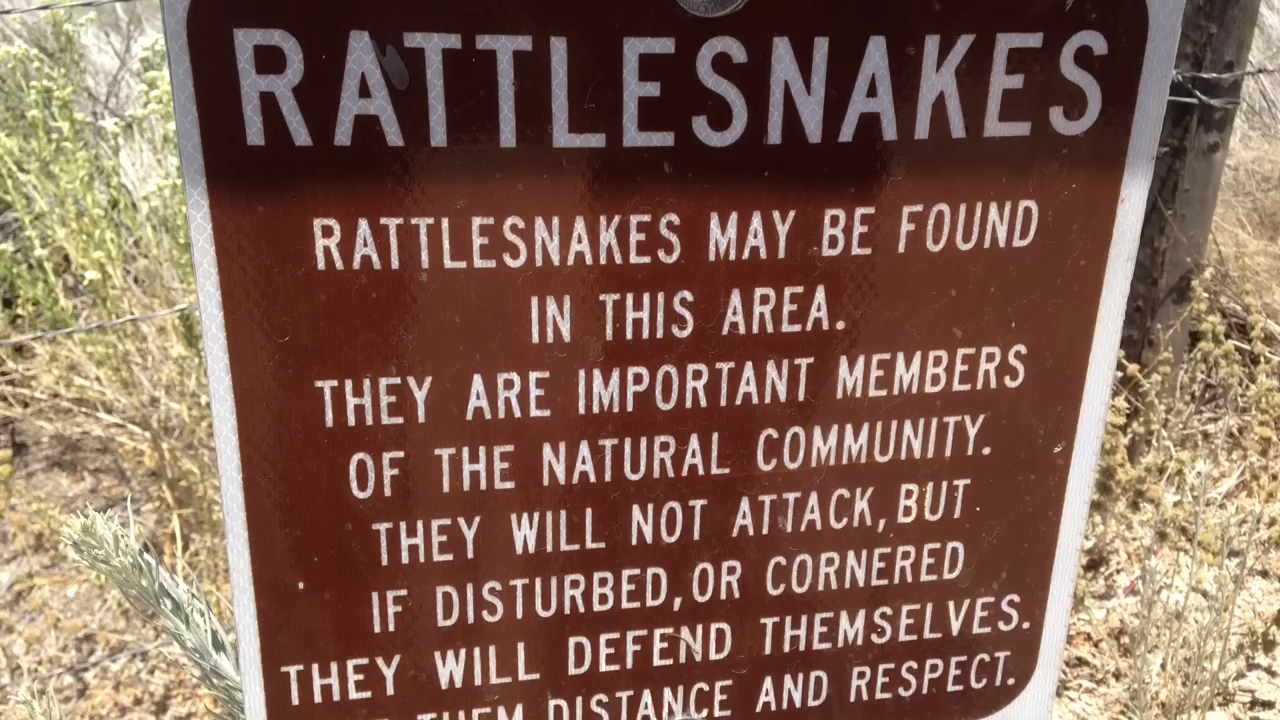 RATTLESNAKES
RATTLESNAKES MAY BE FOUND
IN THIS AREA.
THEY ARE IMPORTANT MEMBERS
OF THE NATURAL COMMUNITY.
THEY WILL NOT ATTACK, BUT
IF DISTURBED, OR CORNERED
THEY WILL DEFEND THEMSELVES.
THEM DISTANCE AND RESPECT.